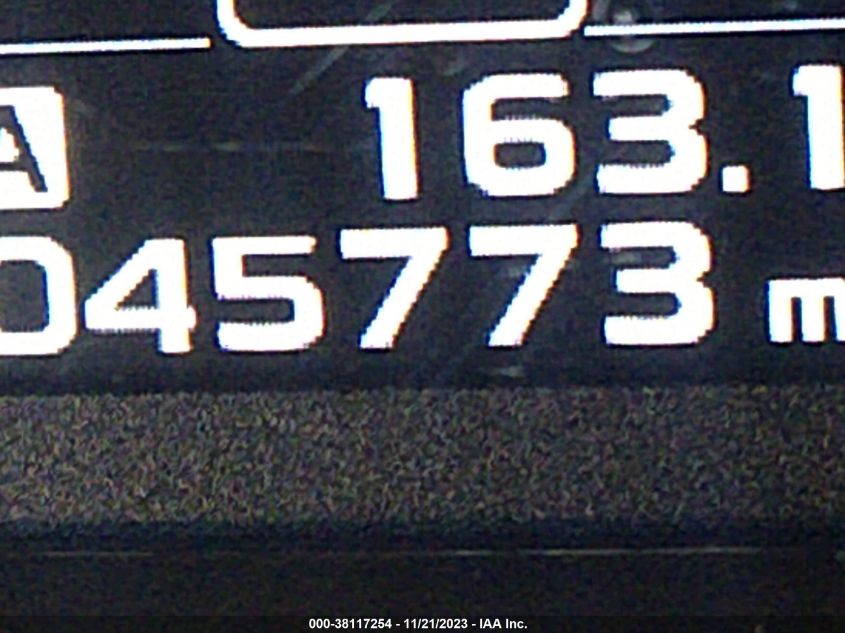 A 163.1
045773 m
000-38117254 - 11/21/2023 - IAA Inc.